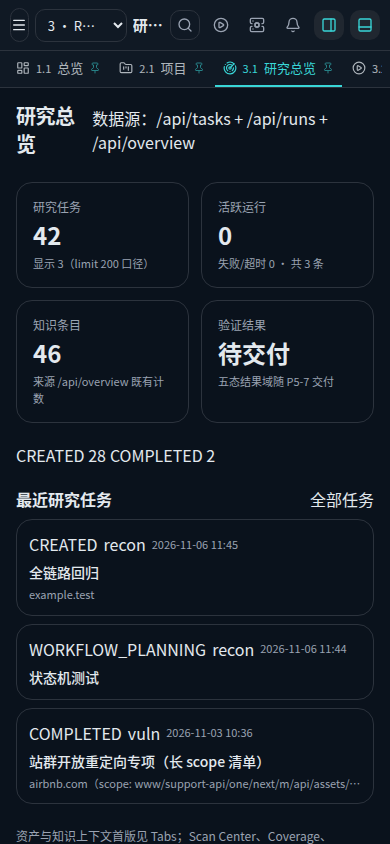 3 · R… 研…
1.1 总览 2.1 项目 3.1 研究总览 3.
研究总览
数据源：/api/tasks + /api/runs + /api/overview
研究任务
42
显示 3（limit 200 口径）
活跃运行
0
失败/超时 0 · 共 3 条
知识条目
46
来源 /api/overview 既有计数
验证结果
待交付
五态结果域随 P5-7 交付
CREATED 28 COMPLETED 2
最近研究任务 全部任务
CREATED recon 2026-11-06 11:45
全链路回归
example.test
WORKFLOW_PLANNING recon 2026-11-06 11:44
状态机测试
COMPLETED vuln 2026-11-03 10:36
站群开放重定向专项（长 scope 清单）
airbnb.com（scope: www/support-api/one/next/m/api/assets/…
资产与知识上下文首版见 Tabs；Scan Center、Coverage、